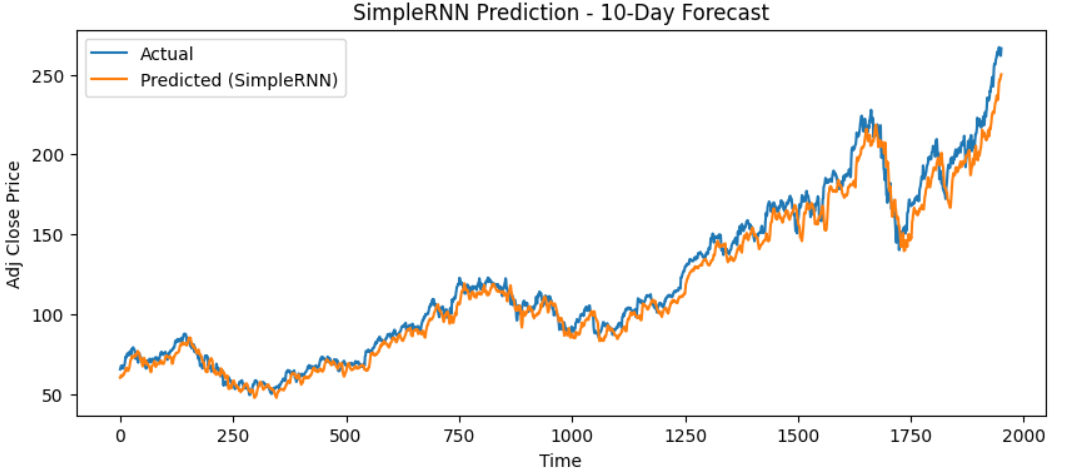 SimpleRNN Prediction - 10-Day Forecast
Actual
Predicted (SimpleRNN)
Adj Close Price
250
200
150
100
50
0 250 500 750 1000 1250 1500 1750 2000
Time